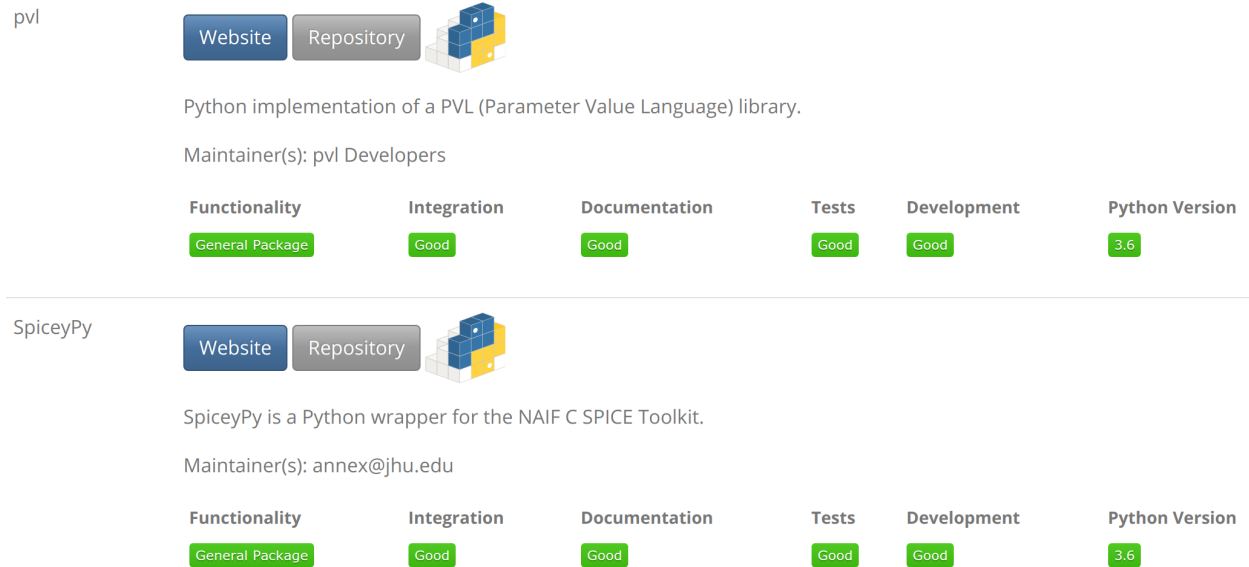 pvl
Website Repository
Python implementation of a PVL (Parameter Value Language) library.
Maintainer(s): pvl Developers
Functionality Integration Documentation Tests Development Python Version
General Package Good Good Good Good 3.6
SpiceyPy
Website Repository
SpiceyPy is a Python wrapper for the NAIF C SPICE Toolkit.
Maintainer(s): annex@jhu.edu
Functionality Integration Documentation Tests Development Python Version
General Package Good Good Good Good 3.6